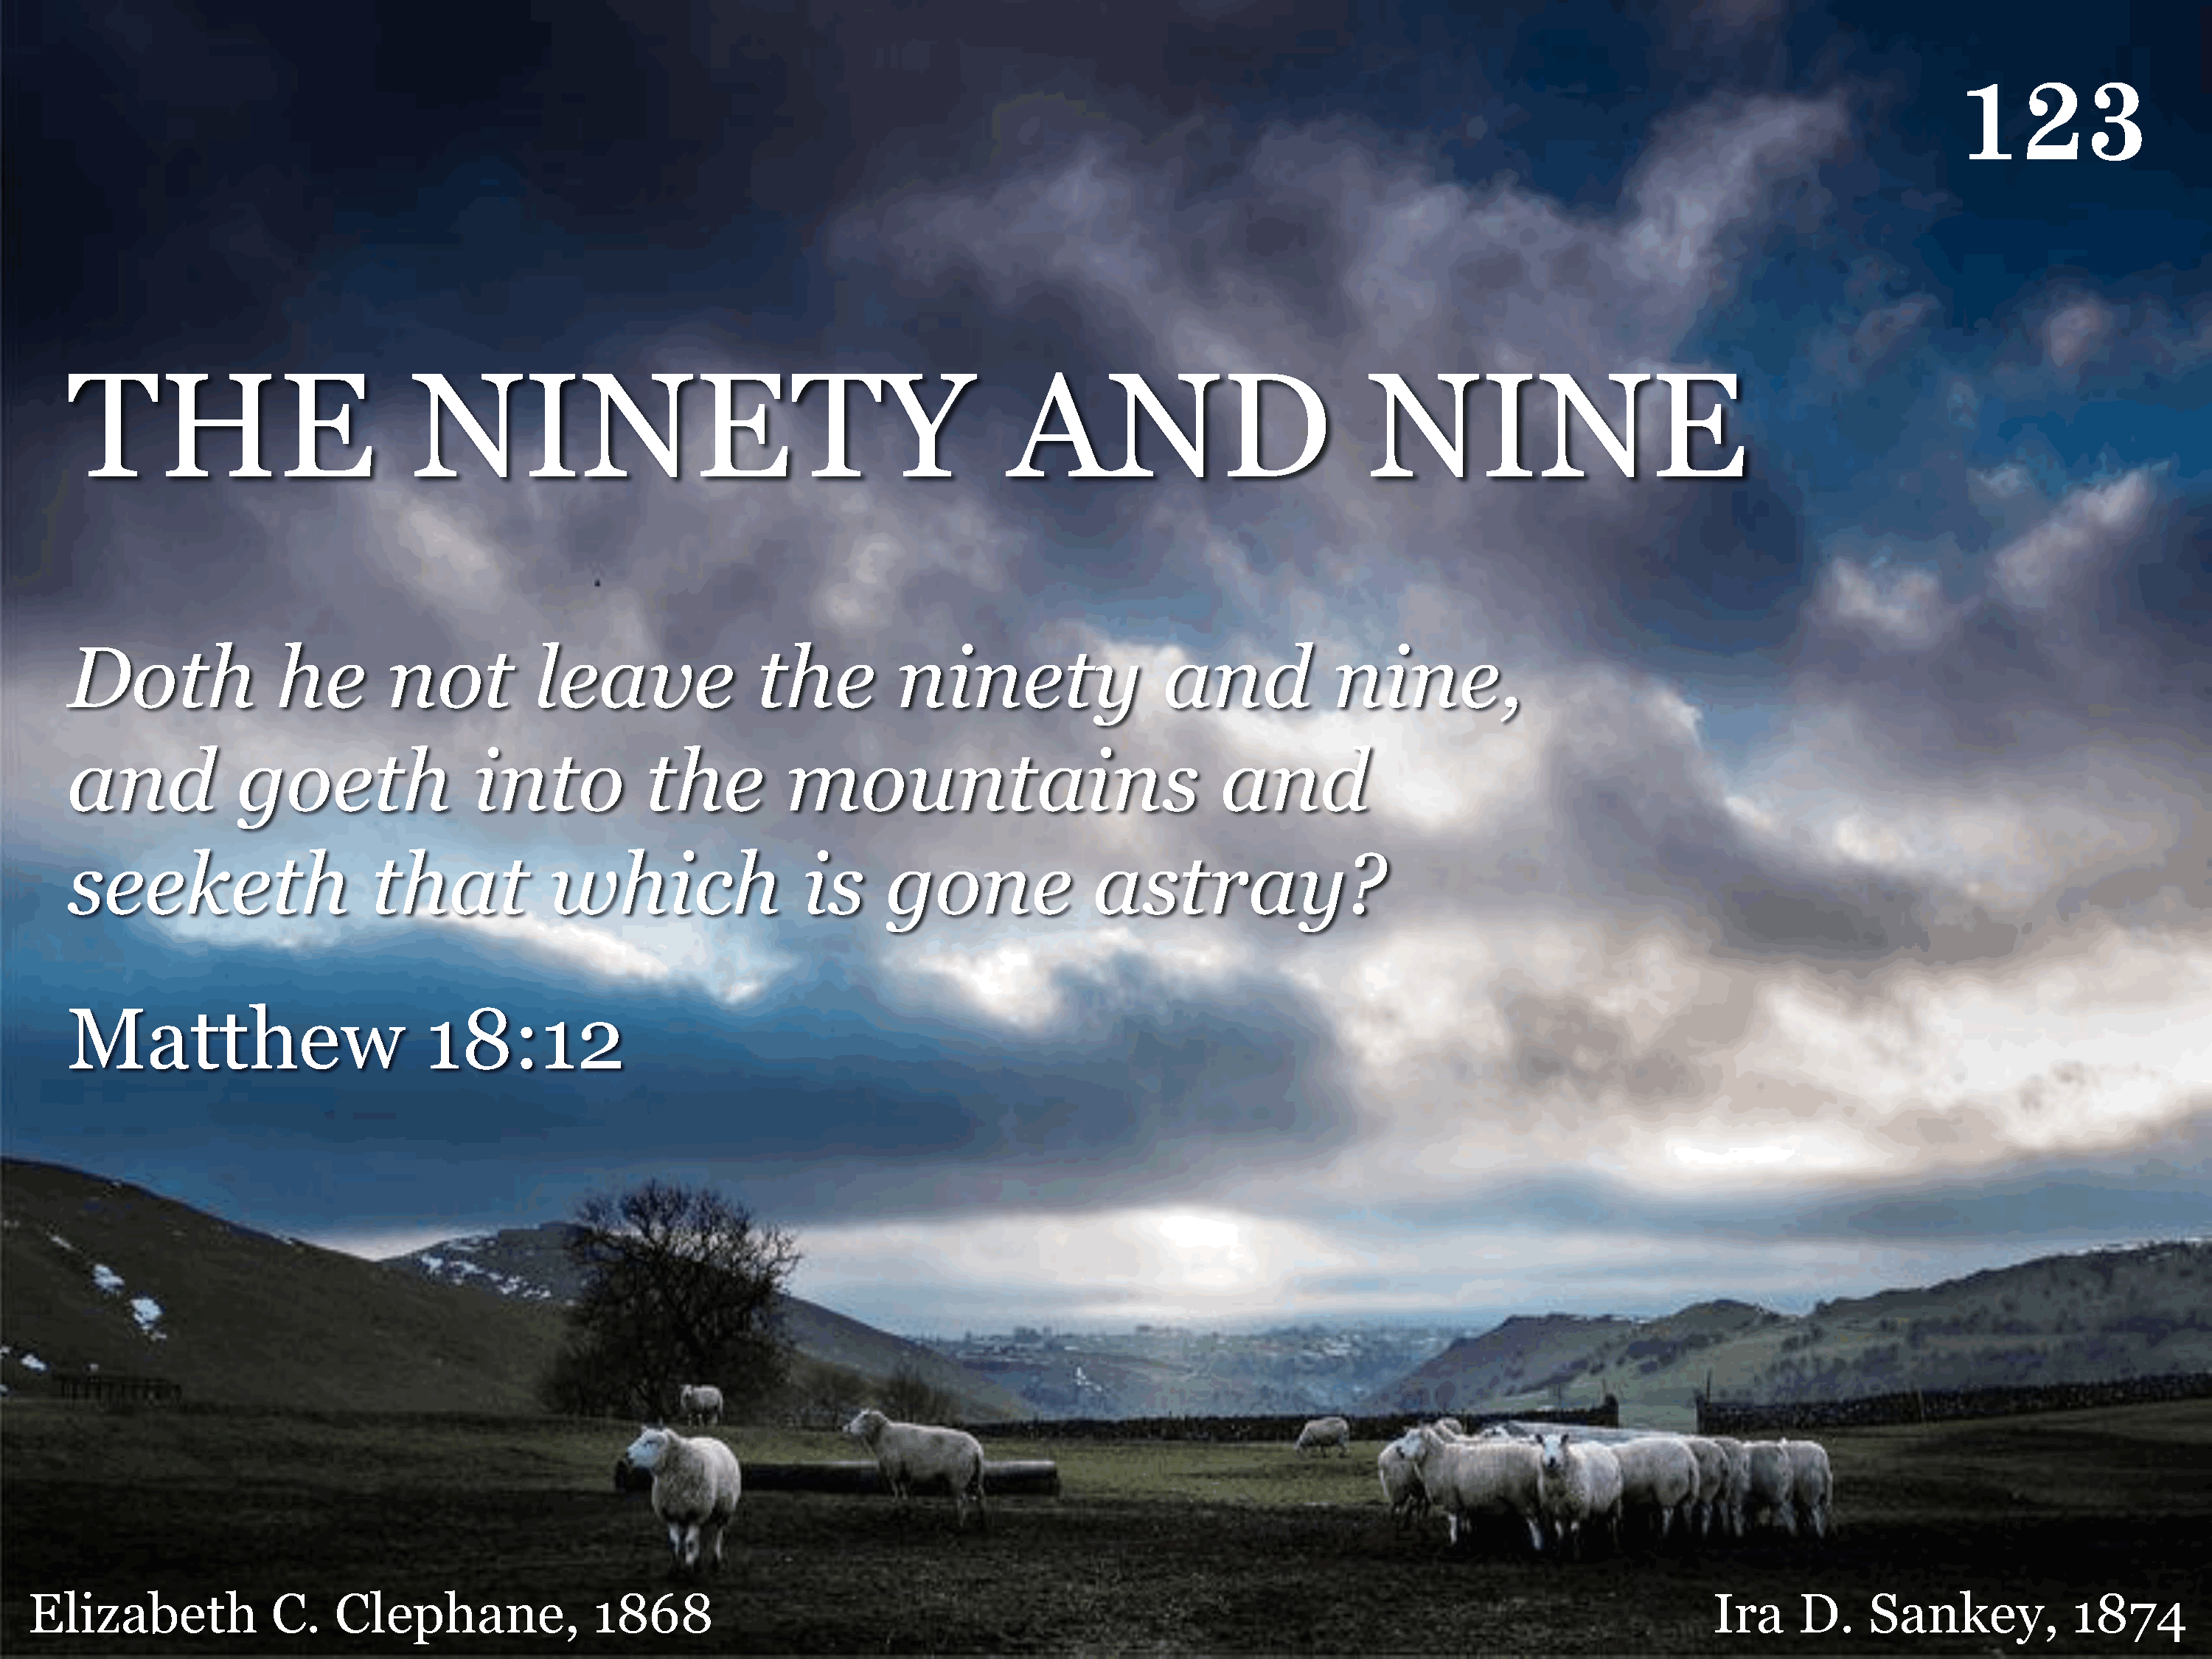 123
THE NINETY AND NINE
Doth he not leave the ninety and nine,
and goeth into the mountains and
seeketh that which is gone astray?
Matthew 18:12
Elizabeth C. Clephane, 1868
Ira D. Sankey, 1874